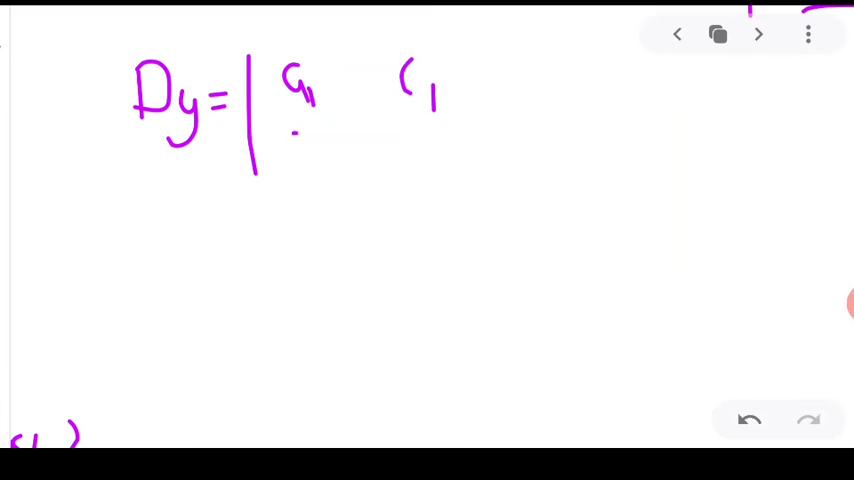 Dy = | a₁ c₁